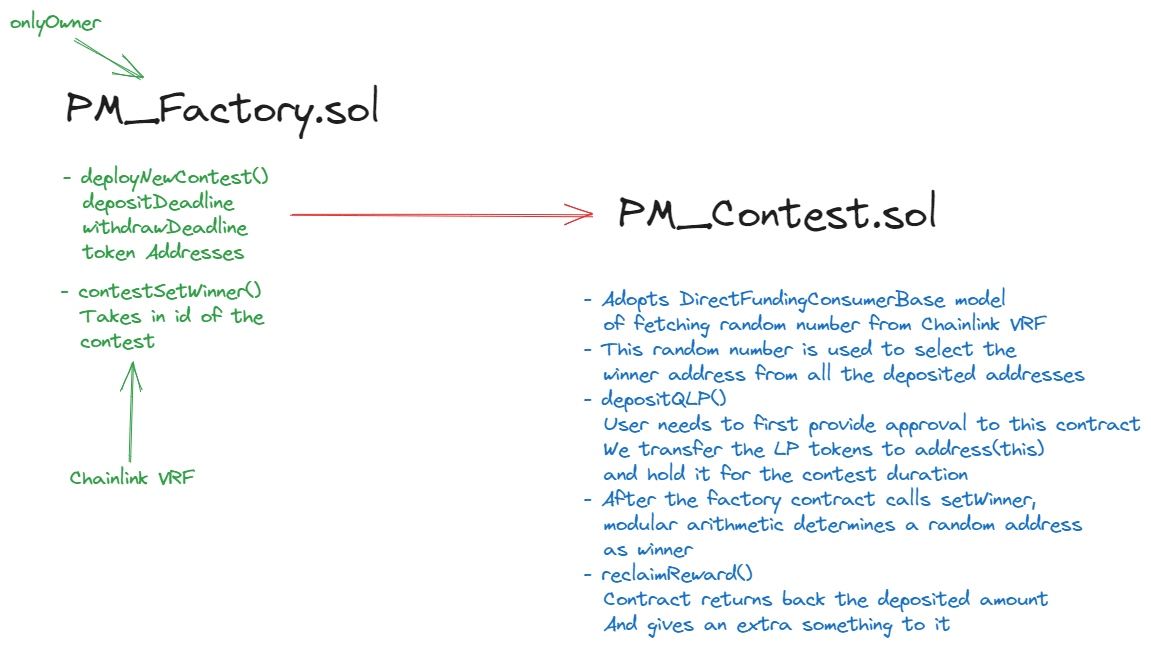 onlyOwner
PM_Factory.sol
- deployNewContest()
depositDeadline
withdrawDeadline
token Addresses
- contestSetWinner()
Takes in id of the
contest
Chainlink VRF
PM_Contest.sol
- Adopts DirectFundingConsumerBase model
of fetching random number from Chainlink VRF
- This random number is used to select the
winner address from all the deposited addresses
- depositQLP()
User needs to first provide approval to this contract
We transfer the LP tokens to address(this)
and hold it for the contest duration
- After the factory contract calls setWinner,
modular arithmetic determines a random address
as winner
- reclaimReward()
Contract returns back the deposited amount
And gives an extra something to it